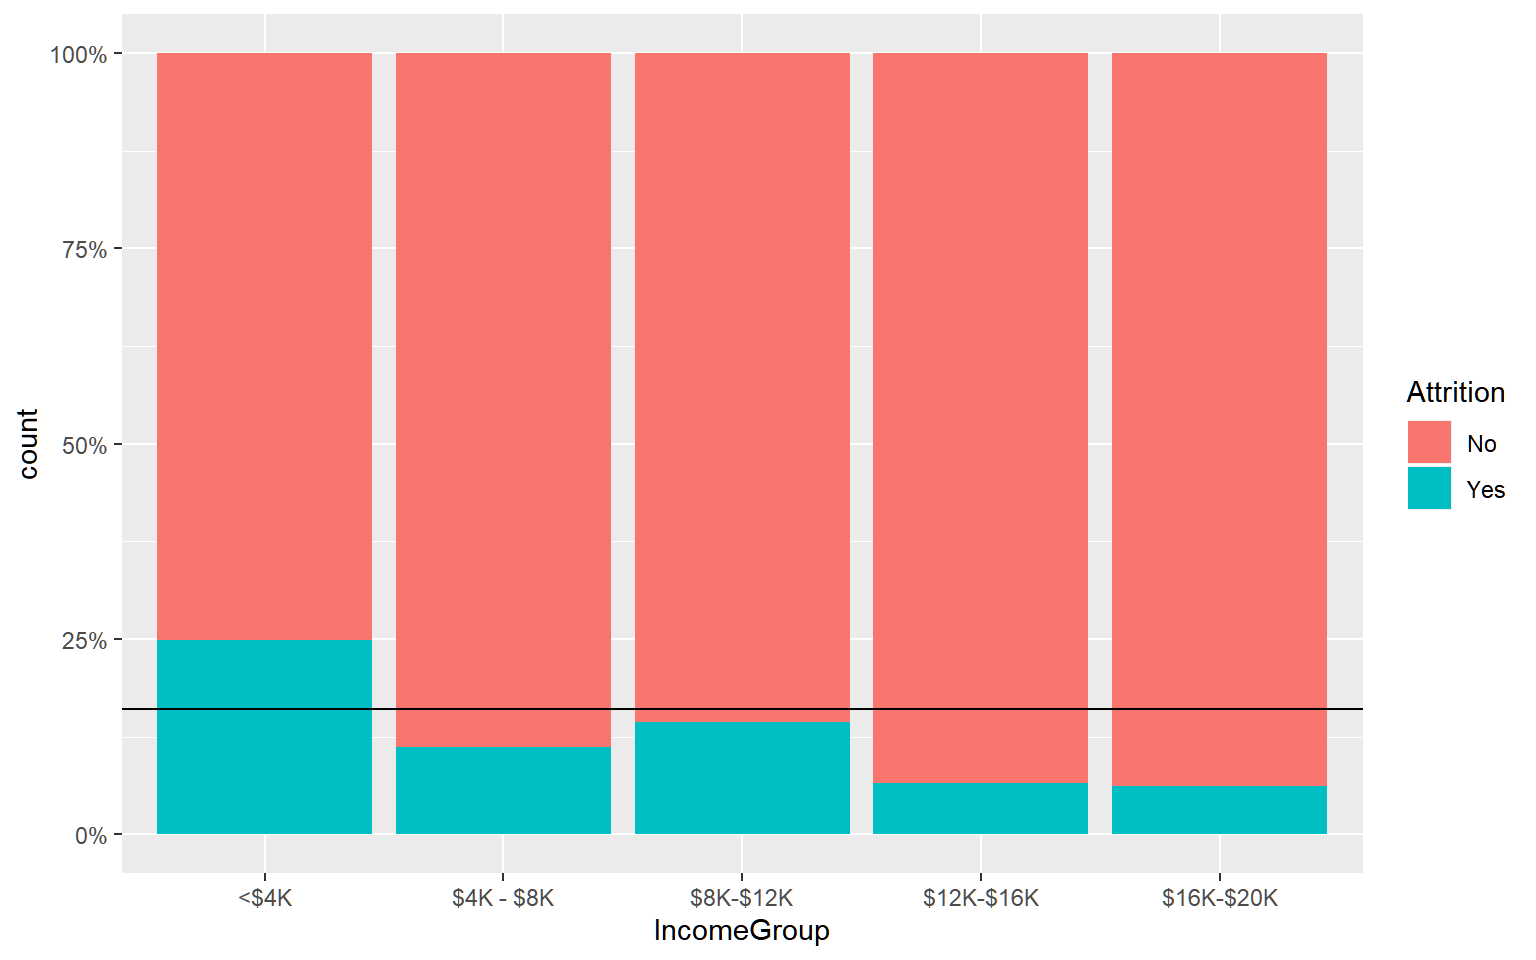 100%
75%
50%
25%
0%
count
<$4K
$4K - $8K
$8K-$12K
$12K-$16K
$16K-$20K
IncomeGroup
Attrition
No
Yes